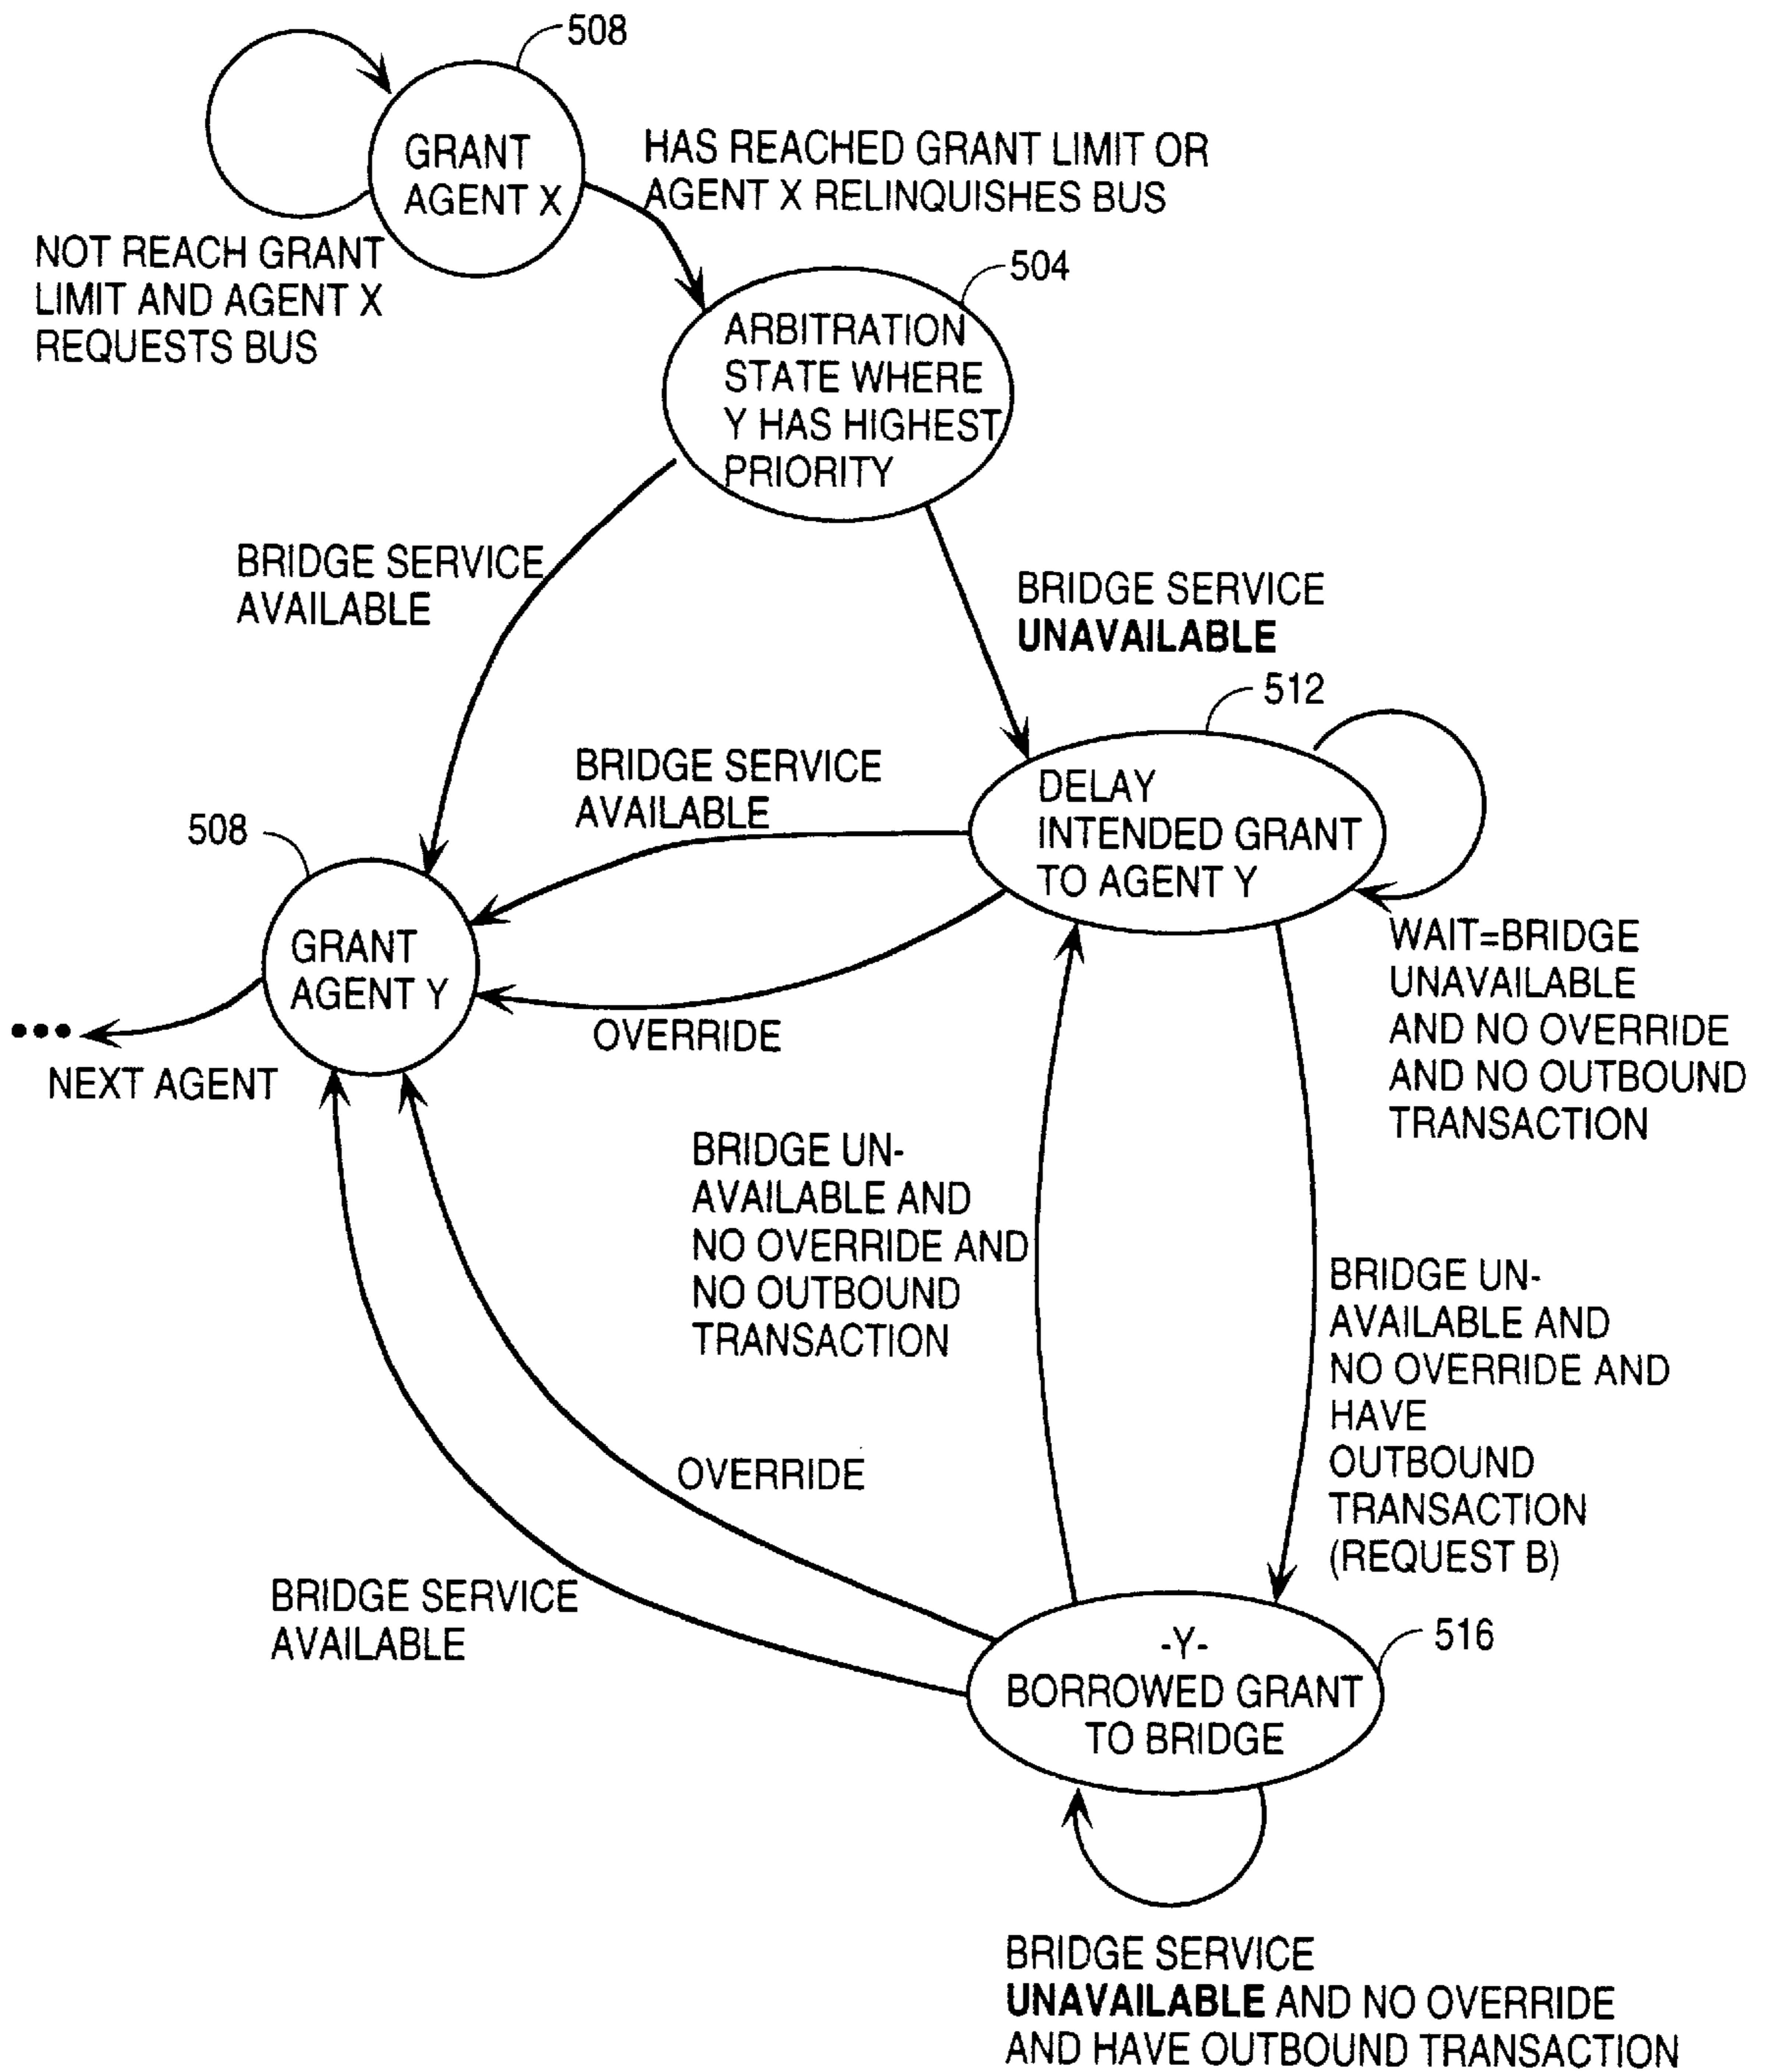 508
GRANT
AGENT X
HAS REACHED GRANT LIMIT OR
AGENT X RELINQUISHES BUS
NOT REACH GRANT
LIMIT AND AGENT X
REQUESTS BUS
504
ARBITRATION
STATE WHERE
Y HAS HIGHEST
PRIORITY
BRIDGE SERVICE
AVAILABLE
BRIDGE SERVICE
UNAVAILABLE
512
DELAY
INTENDED GRANT
TO AGENT Y
BRIDGE SERVICE
AVAILABLE
508
GRANT
AGENT Y
WAIT=BRIDGE
UNAVAILABLE
AND NO OVERRIDE
AND NO OUTBOUND
TRANSACTION
OVERRIDE
•••
NEXT AGENT
BRIDGE UN-
AVAILABLE AND
NO OVERRIDE AND
NO OUTBOUND
TRANSACTION
BRIDGE UN-
AVAILABLE AND
NO OVERRIDE AND
HAVE
OUTBOUND
TRANSACTION
(REQUEST B)
OVERRIDE
BRIDGE SERVICE
AVAILABLE
516
-Y-
BORROWED GRANT
TO BRIDGE
BRIDGE SERVICE
UNAVAILABLE AND NO OVERRIDE
AND HAVE OUTBOUND TRANSACTION